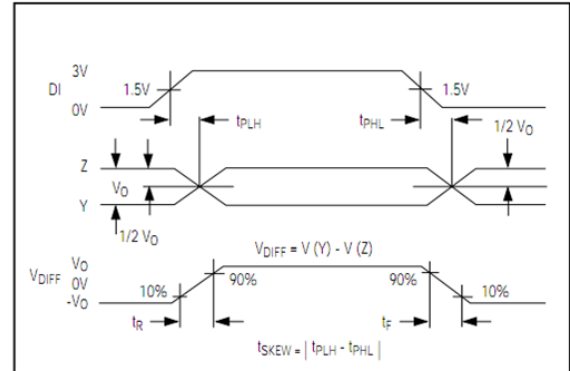 3V
DI 1.5V 1.5V
0V
tPLH tPHL
1/2 VO
Z
VO
Y
1/2 VO
VDIFF = V (Y) - V (Z)
VO
VDIFF 0V 90% 90%
10% 10%
-VO
tR tF
tSKEW = | tPLH - tPHL |